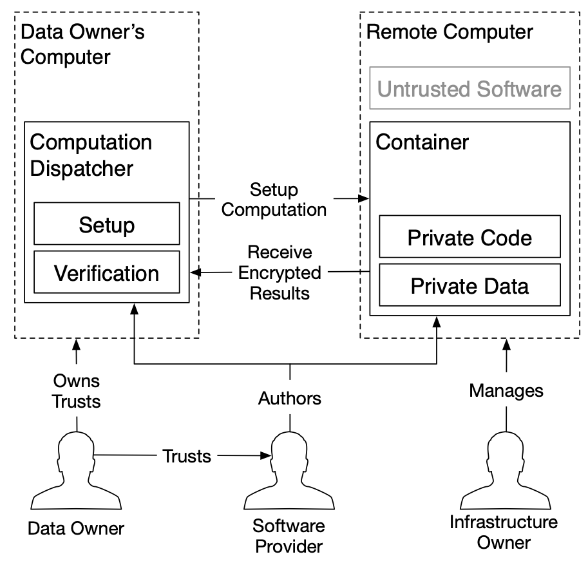 Data Owner's
Computer
Remote Computer
Untrusted Software
Computation
Dispatcher
Container
Setup
Verification
Setup
Computation
Receive
Encrypted
Results
Private Code
Private Data
Owns
Trusts
Authors
Manages
Trusts
Data Owner
Software
Provider
Infrastructure
Owner